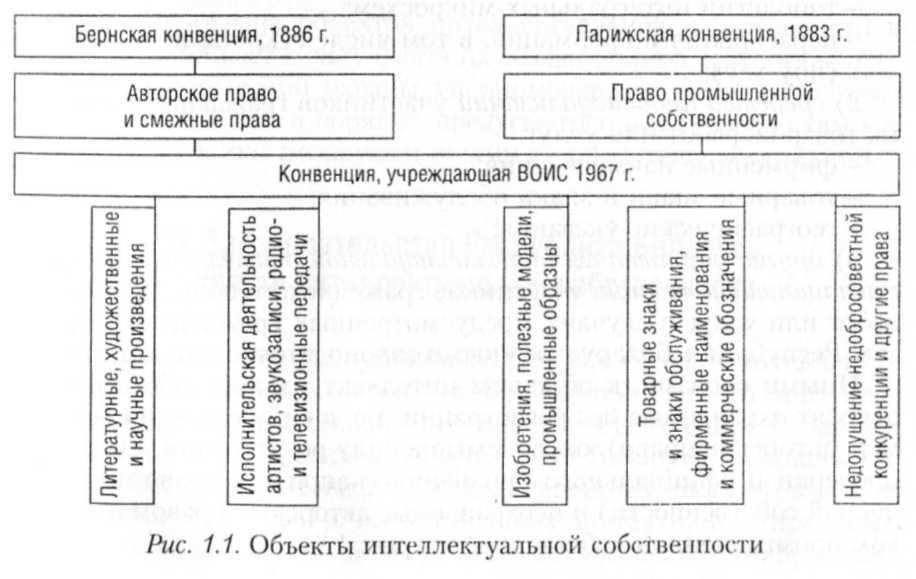 Бернская конвенция, 1886 г.
Парижская конвенция, 1883 г.
Авторское право
и смежные права
Право промышленной
собственности
Конвенция, учреждающая ВОИС 1967 г.
Литературные, художественные
и научные произведения
Исполнительская деятельность
артистов, звукозаписи, радио-
и телевизионные передачи
Изобретения, полезные модели,
промышленные образцы
Товарные знаки
и знаки обслуживания,
фирменные наименования
и коммерческие обозначения
Недопущение недобросовестной
конкуренции и другие права
Рис. 1.1. Объекты интеллектуальной собственности